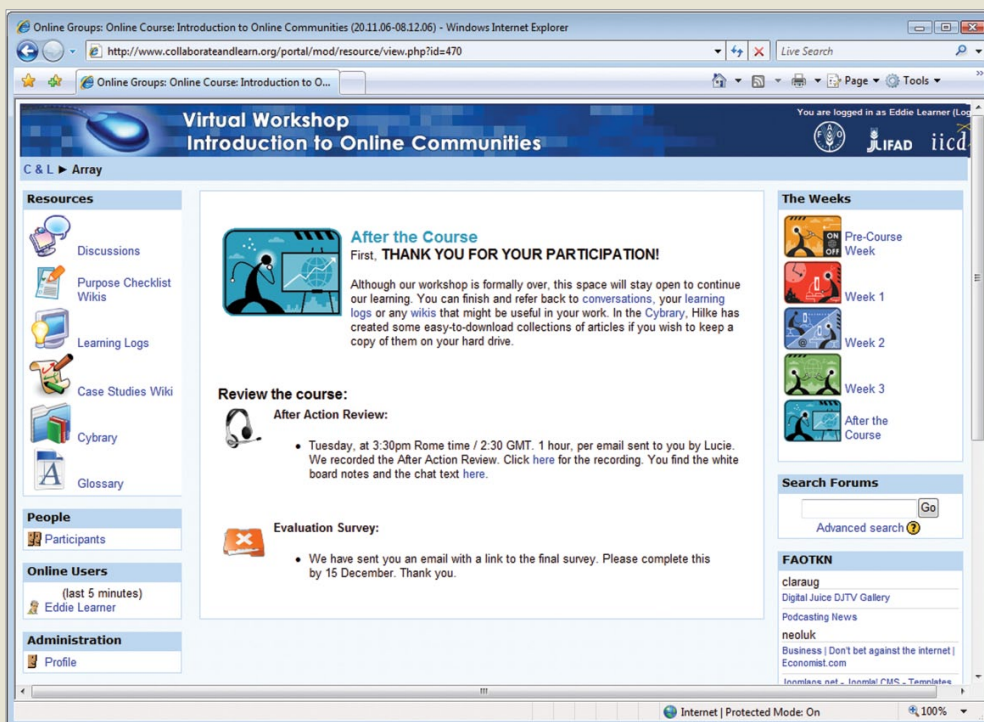 Online Groups: Online Course: Introduction to Online Communities (20.11.06-08.12.06) - Windows Internet Explorer
http://www.collaborateandlearn.org/portal/mod/resource/view.php?id=470
Live Search
Online Groups: Online Course: Introduction to O...
Page
Tools
Virtual Workshop
Introduction to Online Communities
You are logged in as Eddie Learner (Log
FAO
IFAD
iicd
C & L ► Array
Resources
Discussions
Purpose Checklist
Wikis
Learning Logs
Case Studies Wiki
Cybrary
A
Glossary
People
Participants
Online Users
(last 5 minutes)
Eddie Learner
Administration
Profile
After the Course
First, THANK YOU FOR YOUR PARTICIPATION!
Although our workshop is formally over, this space will stay open to continue
our learning. You can finish and refer back to conversations, your learning
logs or any wikis that might be useful in your work. In the Cybrary, Hilke has
created some easy-to-download collections of articles if you wish to keep a
copy of them on your hard drive.
Review the course:
After Action Review:
• Tuesday, at 3:30pm Rome time / 2:30 GMT. 1 hour, per email sent to you by Lucie.
We recorded the After Action Review. Click here for the recording. You find the white
board notes and the chat text here.
Evaluation Survey:
• We have sent you an email with a link to the final survey. Please complete this
by 15 December. Thank you.
The Weeks
ON
OFF
Pre-Course
Week
Week 1
@
Week 2
Week 3
After the
Course
Search Forums
Go
Advanced search ?
FAOTKN
claraug
Digital Juice DJTV Gallery
Podcasting News
neoluk
Business | Don't bet against the internet |
Economist.com
Joomlaos.net - Joomla! CMS - Templates
Internet | Protected Mode: On
100%